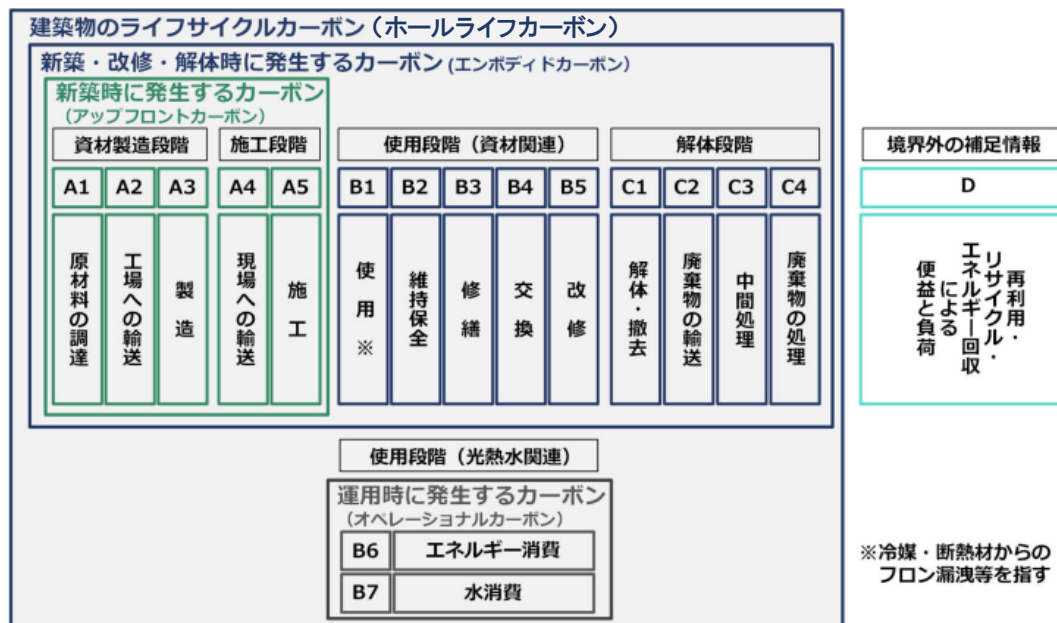 建築物のライフサイクルカーボン（ホールライフカーボン）
新築・改修・解体時に発生するカーボン(エンボディドカーボン)
新築時に発生するカーボン
（アップフロントカーボン）
資材製造段階
施工段階
使用段階（資材関連）
解体段階
境界外の補足情報
A1
A2
A3
A4
A5
B1
B2
B3
B4
B5
C1
C2
C3
C4
D
原材料の調達
工場への輸送
製造
現場への輸送
施工
使用※
維持保全
修繕
交換
改修
解体・撤去
廃棄物の輸送
中間処理
廃棄物の処理
再利用・
リサイクル・
エネルギー回収
による
便益と負荷
使用段階（光熱水関連）
運用時に発生するカーボン
（オペレーショナルカーボン）
B6
エネルギー消費
B7
水消費
※冷媒・断熱材からの
フロン漏洩等を指す